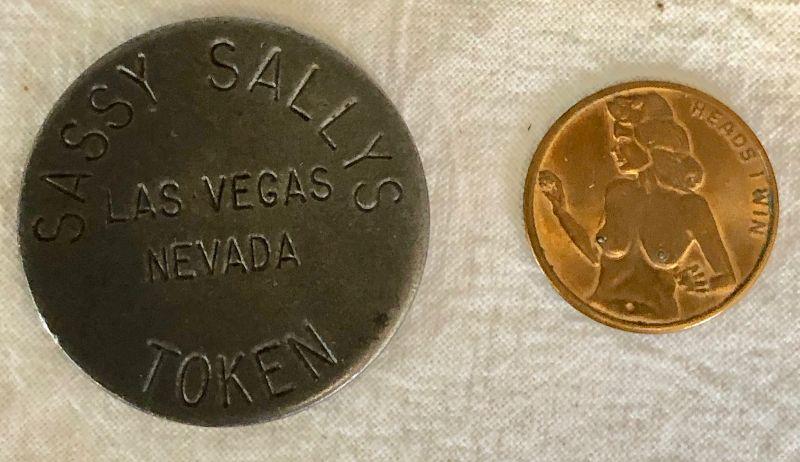 SASSY SALLYS
LAS VEGAS
NEVADA
TOKEN
HEADS I WIN